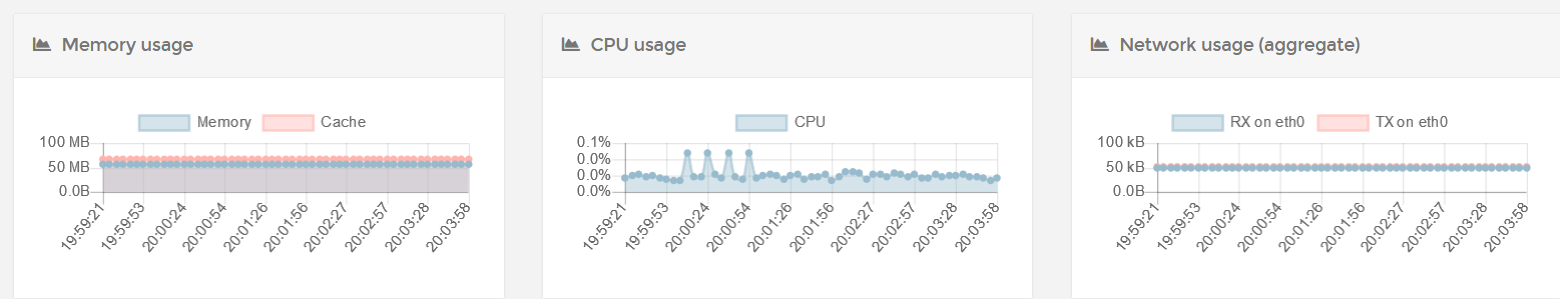 Memory usage
Memory Cache
100 MB
50 MB
0.0B
19:59:21 19:59:53 20:00:24 20:00:54 20:01:26 20:01:56 20:02:27 20:02:57 20:03:28 20:03:58
CPU usage
CPU
0.1%
0.0%
0.0%
0.0%
19:59:21 19:59:53 20:00:24 20:00:54 20:01:26 20:01:56 20:02:27 20:02:57 20:03:28 20:03:58
Network usage (aggregate)
RX on eth0 TX on eth0
100 kB
50 kB
0.0B
19:59:21 19:59:53 20:00:24 20:00:54 20:01:26 20:01:56 20:02:27 20:02:57 20:03:28 20:03:58